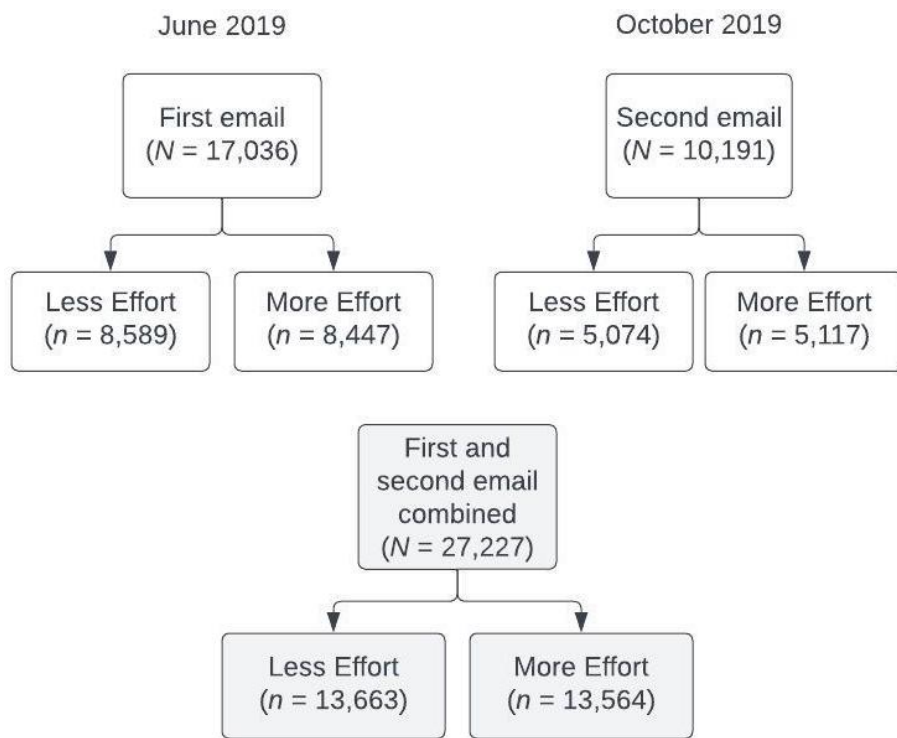 June 2019
October 2019
First email
(N = 17,036)
Second email
(N = 10,191)
Less Effort
(n = 8,589)
More Effort
(n = 8,447)
Less Effort
(n = 5,074)
More Effort
(n = 5,117)
First and
second email
combined
(N = 27,227)
Less Effort
(n = 13,663)
More Effort
(n = 13,564)